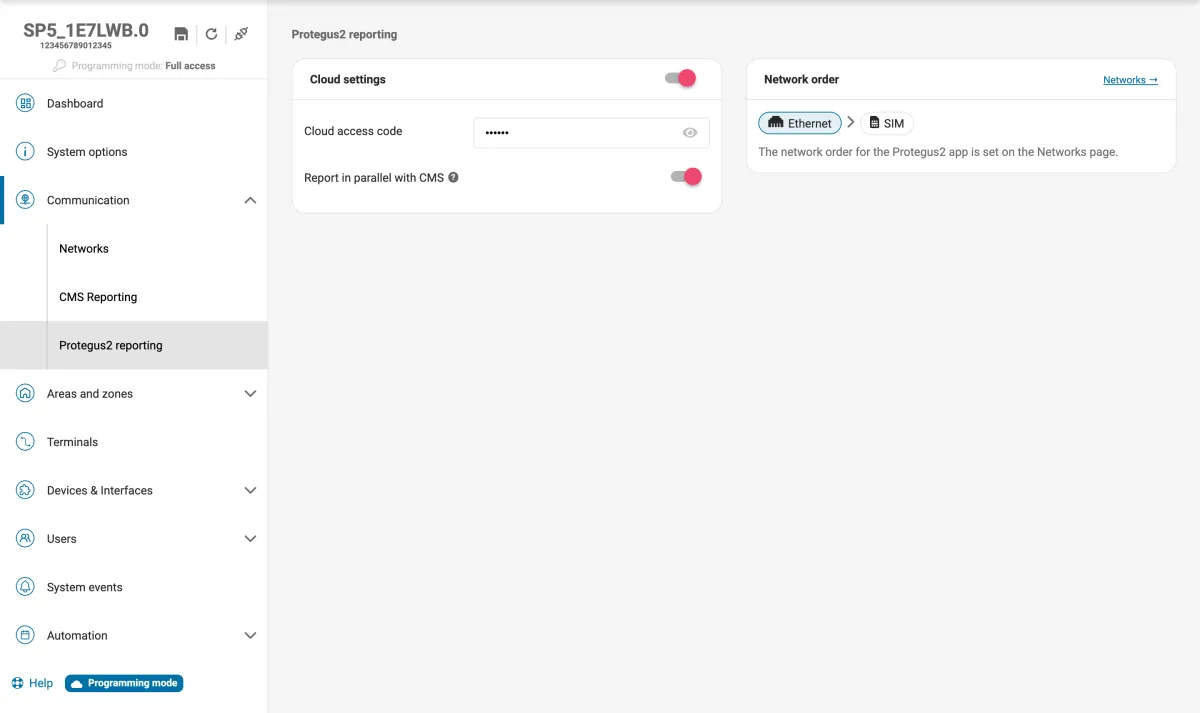 SP5_1E7LWB.0
123456789012345
Programming mode: Full access
Dashboard
System options
Communication
Networks
CMS Reporting
Protegus2 reporting
Areas and zones
Terminals
Devices & Interfaces
Users
System events
Automation
Help
Programming mode
Protegus2 reporting
Cloud settings
Cloud access code
••••••
Report in parallel with CMS ?
Network order
Networks →
Ethernet > SIM
The network order for the Protegus2 app is set on the Networks page.